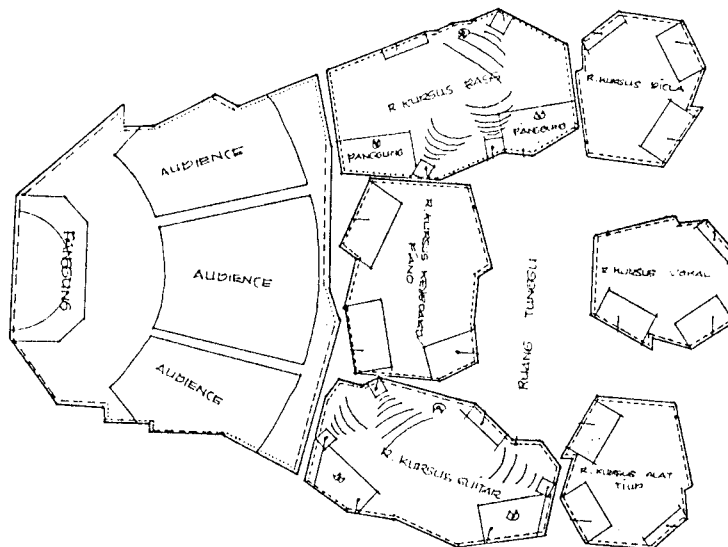 R. KURSUS BASS
PANGGUNG
PANGGUNG
R. KURSUS BIOLA
AUDIENCE
PANGGUNG
AUDIENCE
AUDIENCE
R. KURSUS KEYBOARD
PIANO
RUANG TUNGGU
R. KURSUS VOKAL
R. KURSUS GUITAR
R. KURSUS ALAT
TIUP